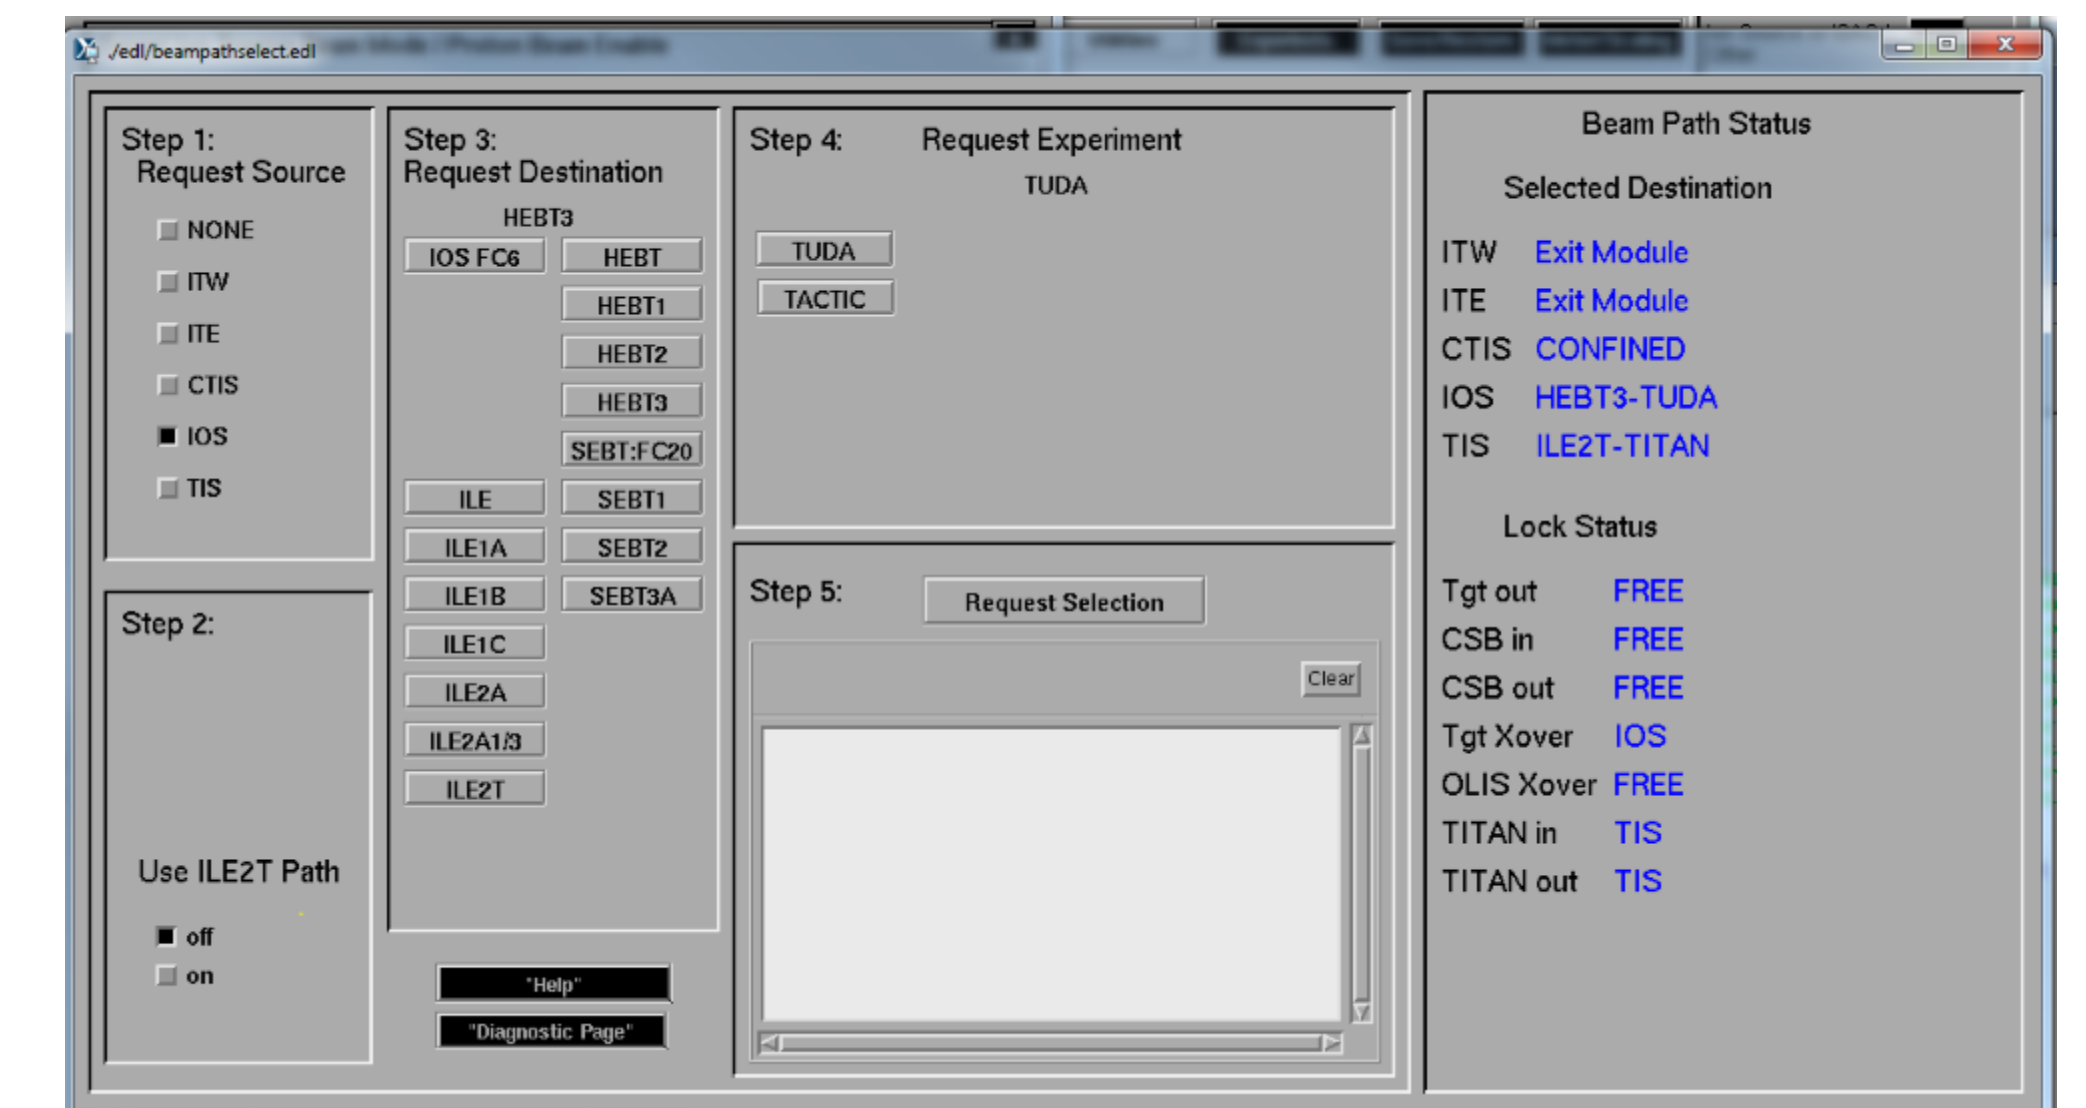 ./edl/beampathselect.edl
Step 1:
Request Source
NONE
ITW
ITE
CTIS
IOS
TIS
Step 2:
Use ILE2T Path
off
on
Step 3:
Request Destination
HEBT3
IOS FC6 HEBT
HEBT1
HEBT2
HEBT3
SEBT:FC20
ILE SEBT1
ILE1A SEBT2
ILE1B SEBT3A
ILE1C
ILE2A
ILE2A1/3
ILE2T
"Help"
"Diagnostic Page"
Step 4: Request Experiment
TUDA
TUDA
TACTIC
Step 5: Request Selection
Clear
Beam Path Status
Selected Destination
ITW Exit Module
ITE Exit Module
CTIS CONFINED
IOS HEBT3-TUDA
TIS ILE2T-TITAN
Lock Status
Tgt out FREE
CSB in FREE
CSB out FREE
Tgt Xover IOS
OLIS Xover FREE
TITAN in TIS
TITAN out TIS